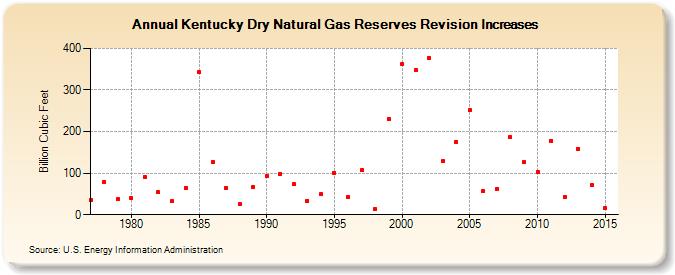 Annual Kentucky Dry Natural Gas Reserves Revision Increases
Billion Cubic Feet
400
300
200
100
0
1980 1985 1990 1995 2000 2005 2010 2015
Source: U.S. Energy Information Administration